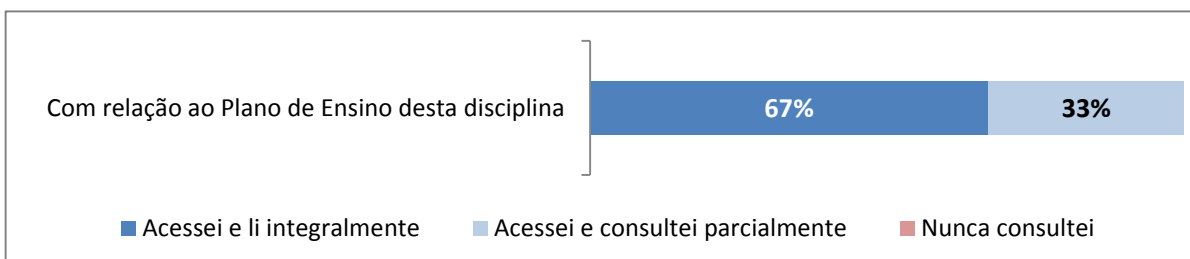 Com relação ao Plano de Ensino desta disciplina
67%
33%
Acessei e li integralmente
Acessei e consultei parcialmente
Nunca consultei